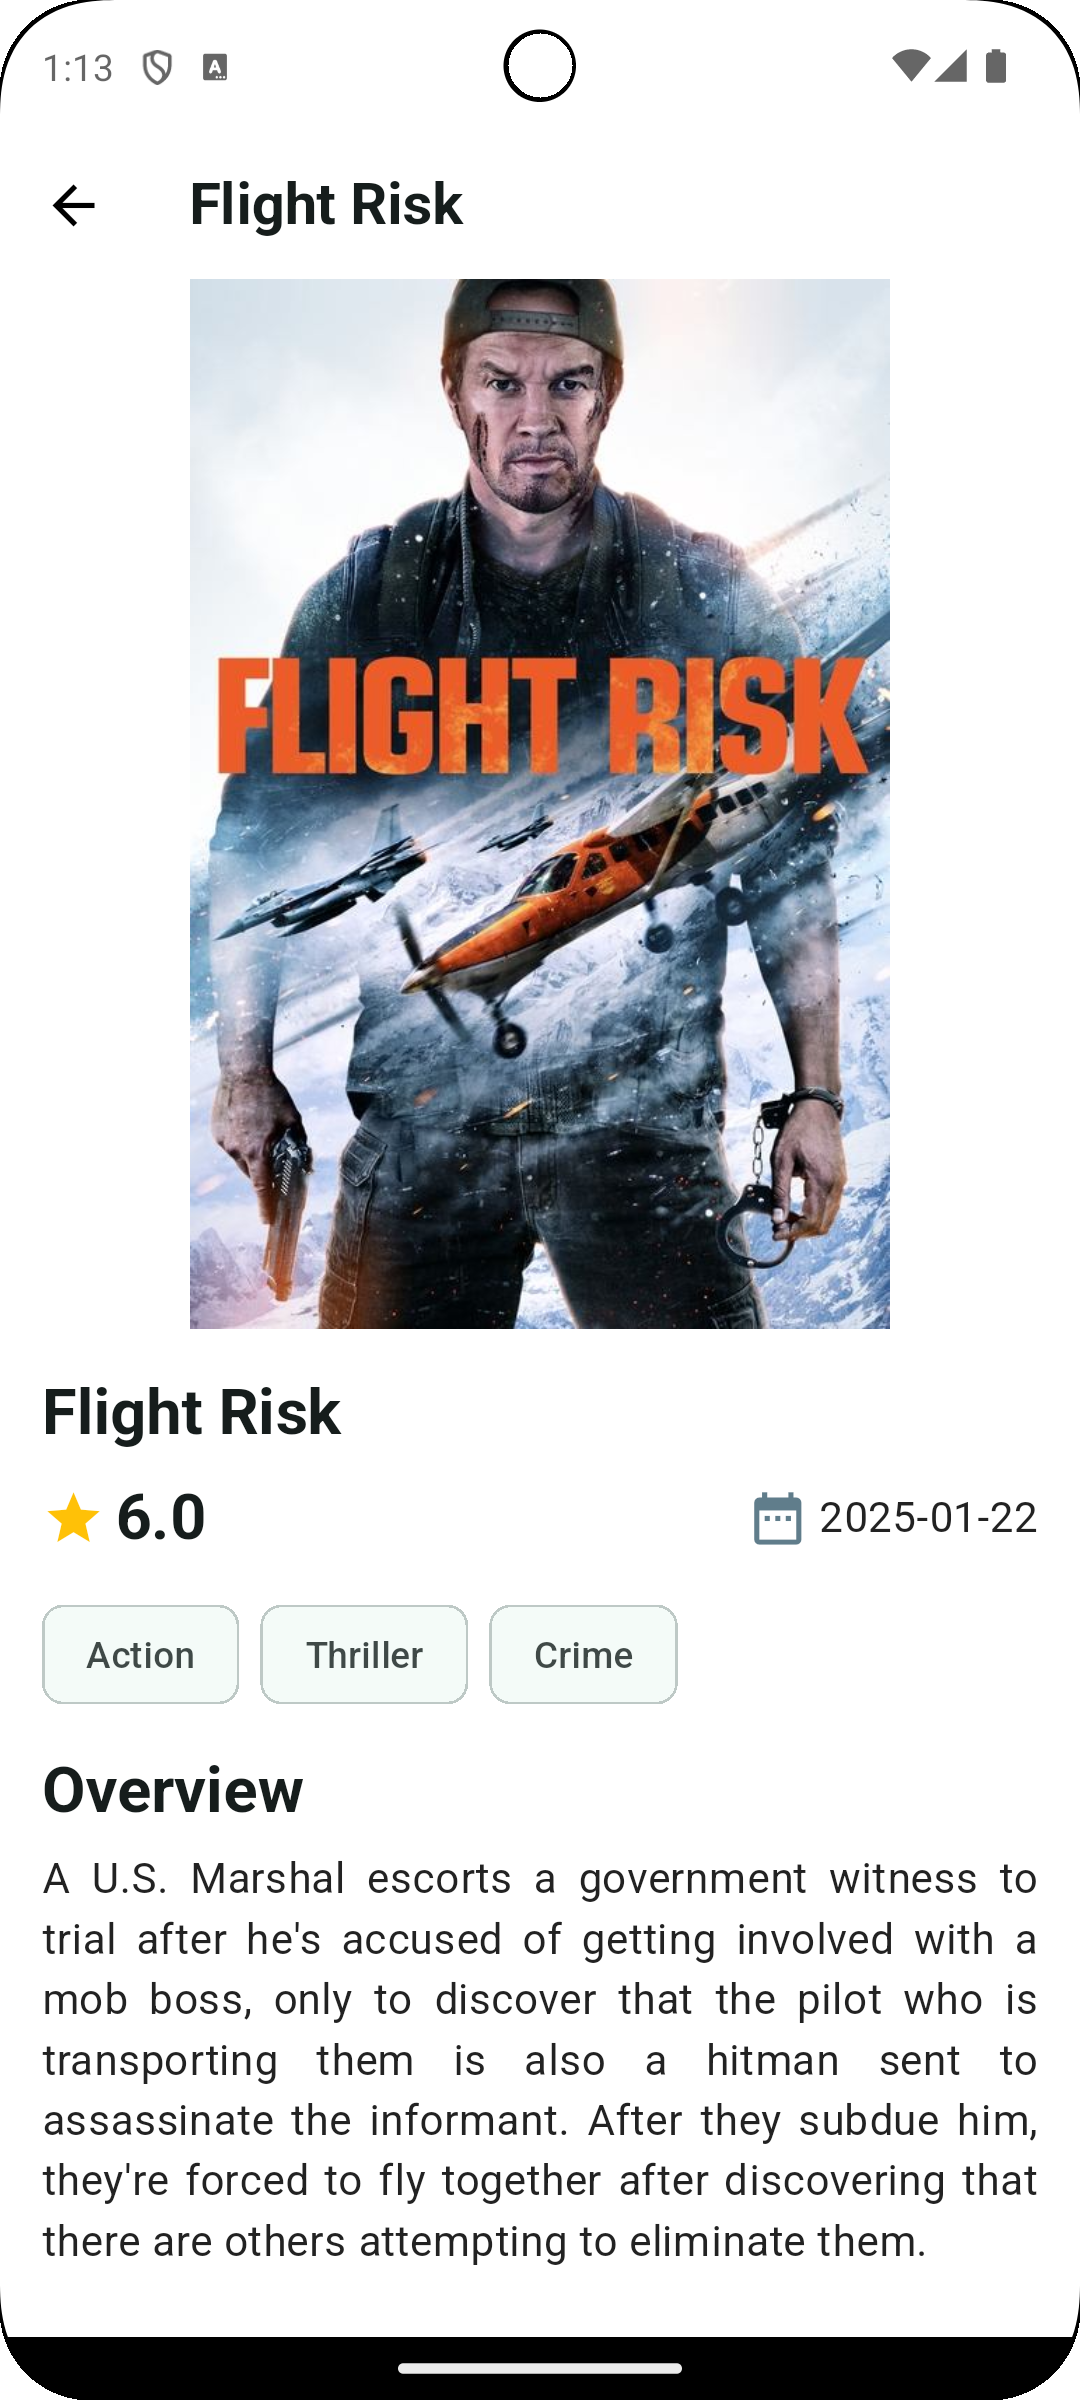 1:13
Flight Risk
FLIGHT RISK
Flight Risk
6.0
2025-01-22
Action
Thriller
Crime
Overview
A U.S. Marshal escorts a government witness to
trial after he's accused of getting involved with a
mob boss, only to discover that the pilot who is
transporting them is also a hitman sent to
assassinate the informant. After they subdue him,
they're forced to fly together after discovering that
there are others attempting to eliminate them.